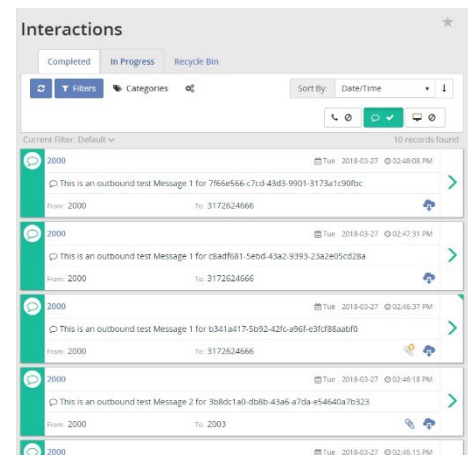 Interactions
Completed In Progress Recycle Bin
Filters Categories Sort By: Date/Time
Current Filter: Default 10 records found
2000 Tue 2018-03-27 02:48:08 PM
This is an outbound test Message 1 for 7f66e566-c7cd-43d3-9901-3173a1c90fbc
From: 2000 To: 3172624666
2000 Tue 2018-03-27 02:47:31 PM
This is an outbound test Message 1 for c8adf681-5ebd-43a2-9393-23a2e05cd28a
From: 2000 To: 3172624666
2000 Tue 2018-03-27 02:46:37 PM
This is an outbound test Message 1 for b341a417-5b92-42fc-a96f-e3fcf88aabf0
From: 2000 To: 3172624666
2000 Tue 2018-03-27 02:46:18 PM
This is an outbound test Message 2 for 3b8dc1a0-db8b-43a6-a7da-e54640a7b323
From: 2000 To: 2003
2000 Tue 2018-03-27 02:46:15 PM